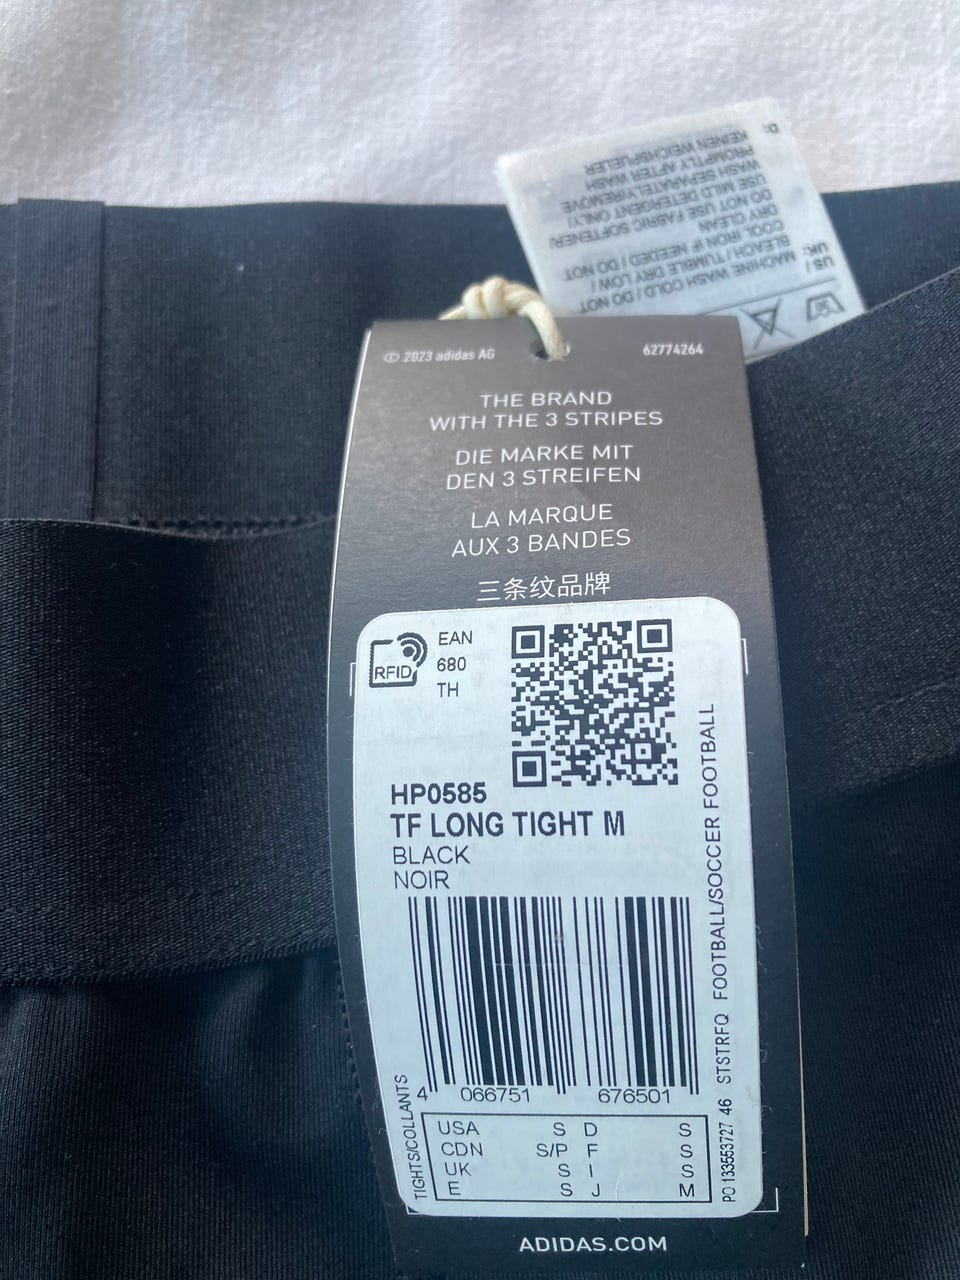 © 2023 adidas AG
62774264
THE BRAND
WITH THE 3 STRIPES
DIE MARKE MIT
DEN 3 STREIFEN
LA MARQUE
AUX 3 BANDES
三条纹品牌
RFID
EAN
680
TH
HP0585
TF LONG TIGHT M
BLACK
NOIR
4 066751 676501
USA S D S
CDN S/P F S
UK S I S
E S J M
TIGHTS/COLLANTS
PO 133553727 46 STSTRFQ FOOTBALL/SOCCER FOOTBALL
ADIDAS.COM
US /
UK:
MACHINE WASH COLD / DO NOT
BLEACH / TUMBLE DRY LOW /
COOL IRON IF NEEDED / DO NOT
DRY CLEAN
DO NOT USE FABRIC SOFTENER/
USE MILD DETERGENT ONLY/
WASH SEPARATELY/REMOVE
PROMPTLY AFTER WASH
D:
KEINEN WEICHSPUELER